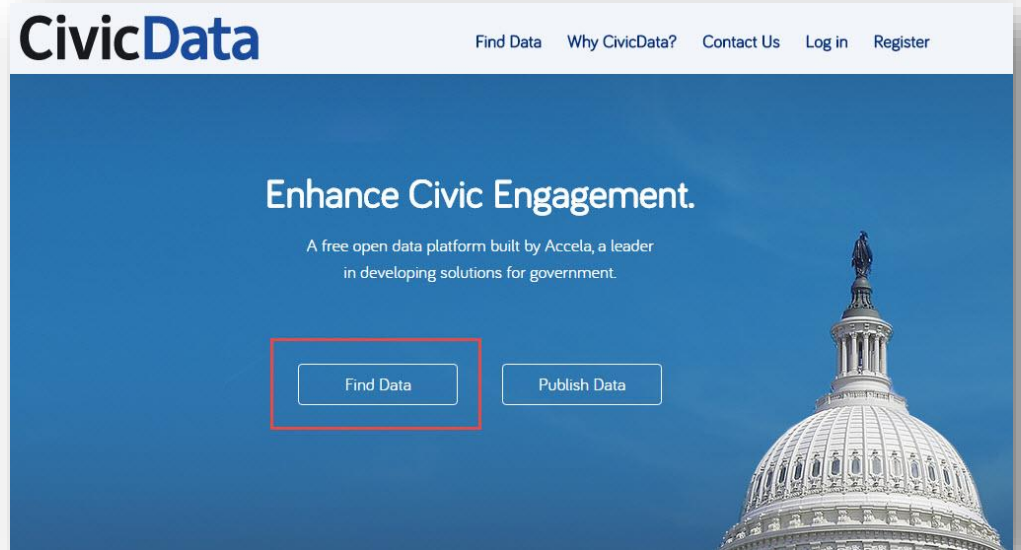 CivicData
Find Data Why CivicData? Contact Us Log in Register
Enhance Civic Engagement.
A free open data platform built by Accela, a leader
in developing solutions for government.
Find Data
Publish Data